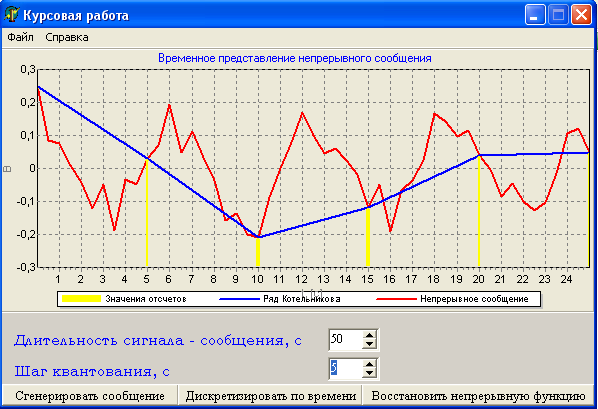 Курсовая работа
Файл Справка
Временное представление непрерывного сообщения
0,3
0,2
0,1
0
-0,1
-0,2
-0,3
В
1 2 3 4 5 6 7 8 9 10 11 12 13 14 15 16 17 18 19 20 21 22 23 24
Значения отсчетов Ряд Котельникова Непрерывное сообщение
Длительность сигнала - сообщения, с 50
Шаг квантования, с 5
Сгенерировать сообщение Дискретизировать по времени Восстановить непрерывную функцию